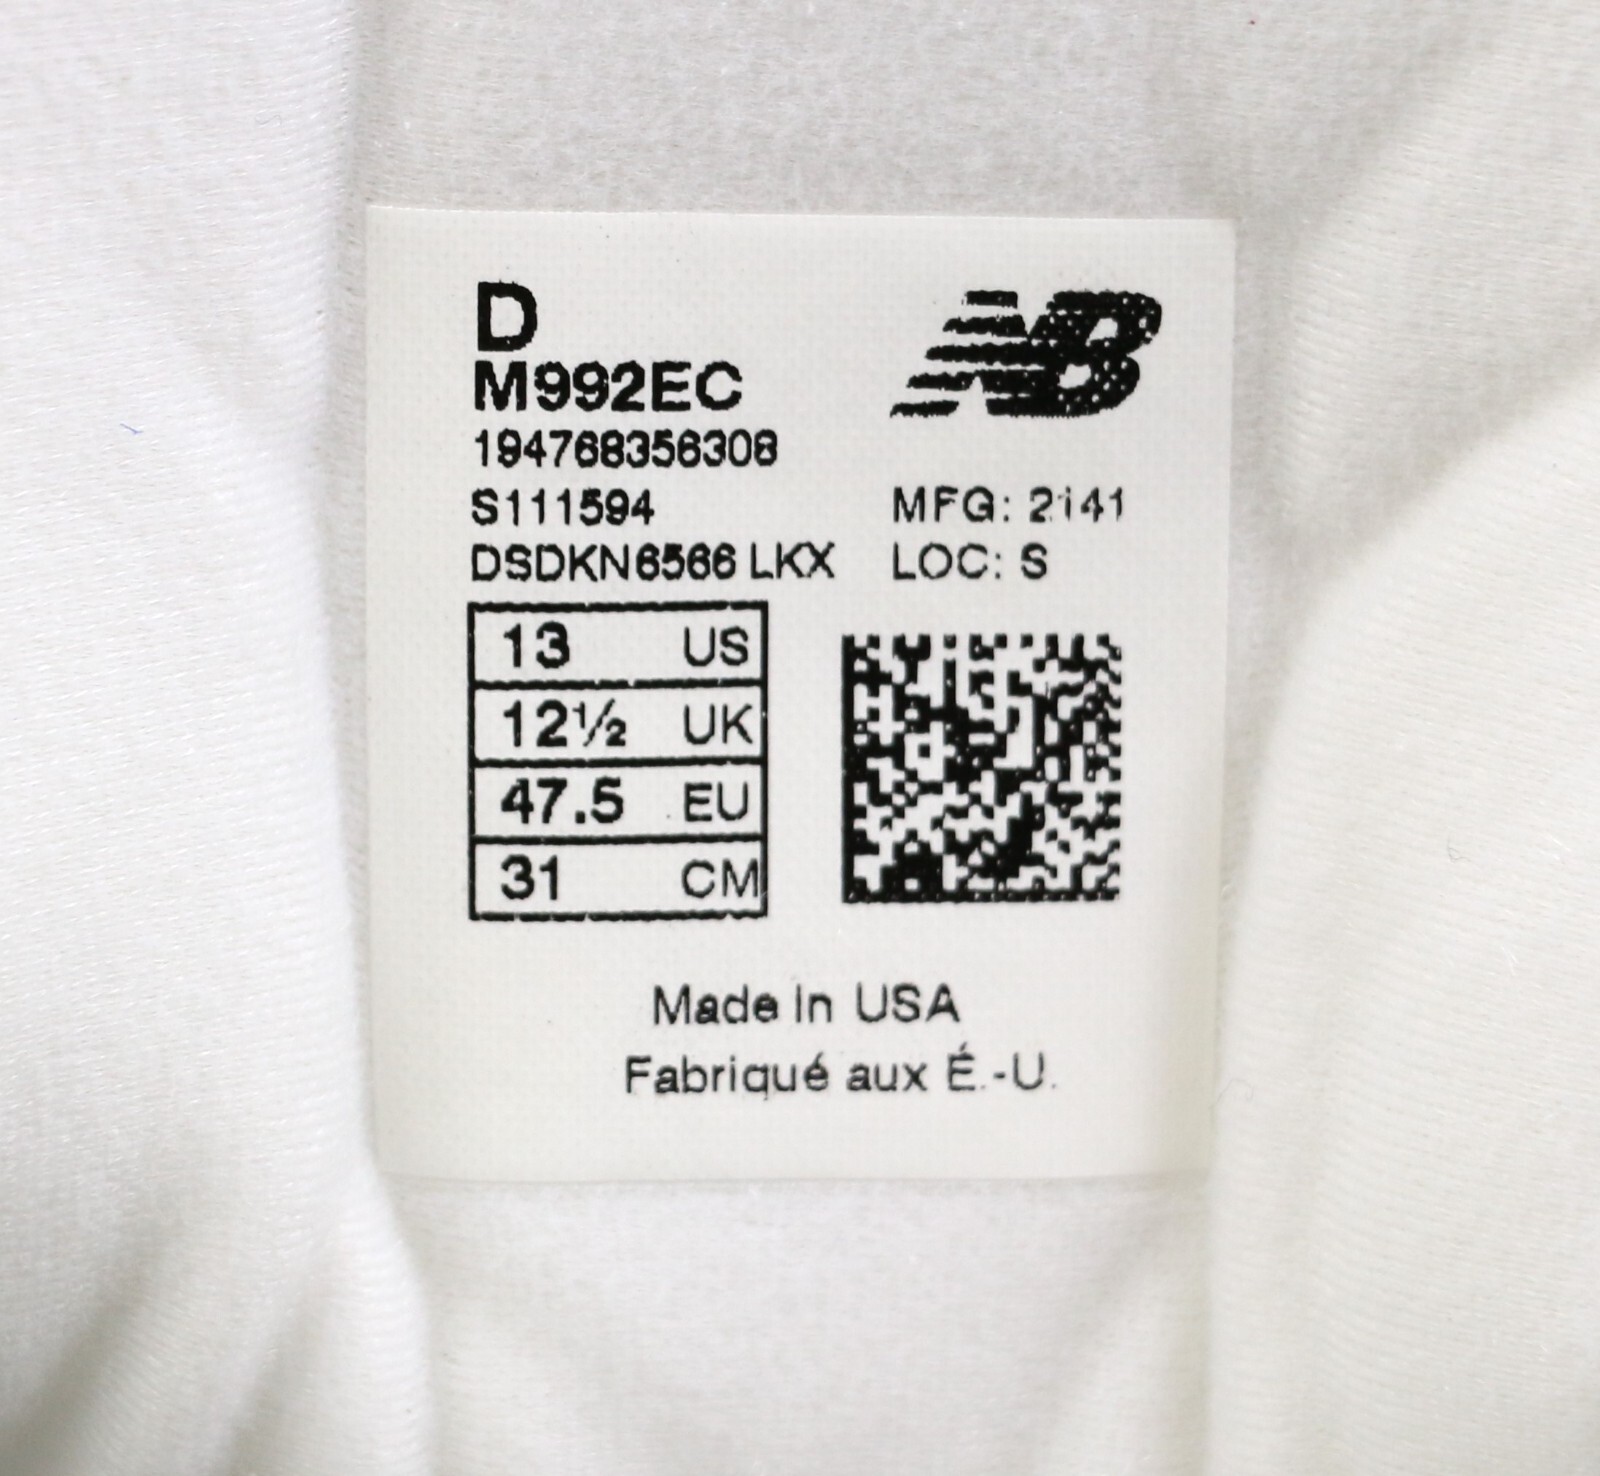 D
M992EC
NB
194768356308
S111594
MFG: 2141
DSDKN6566 LKX
LOC: S
13 US
12½ UK
47.5 EU
31 CM
Made in USA
Fabriqué aux É.-U.